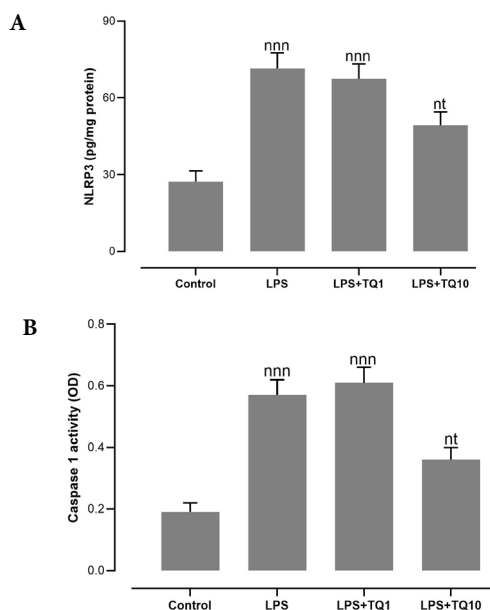 A
NLRP3 (pg/mg protein)
90
60
30
0
nnn
nnn
nt
Control LPS LPS+TQ1 LPS+TQ10
B
Caspase 1 activity (OD)
0.8
0.6
0.4
0.2
0.0
nnn
nnn
nt
Control LPS LPS+TQ1 LPS+TQ10